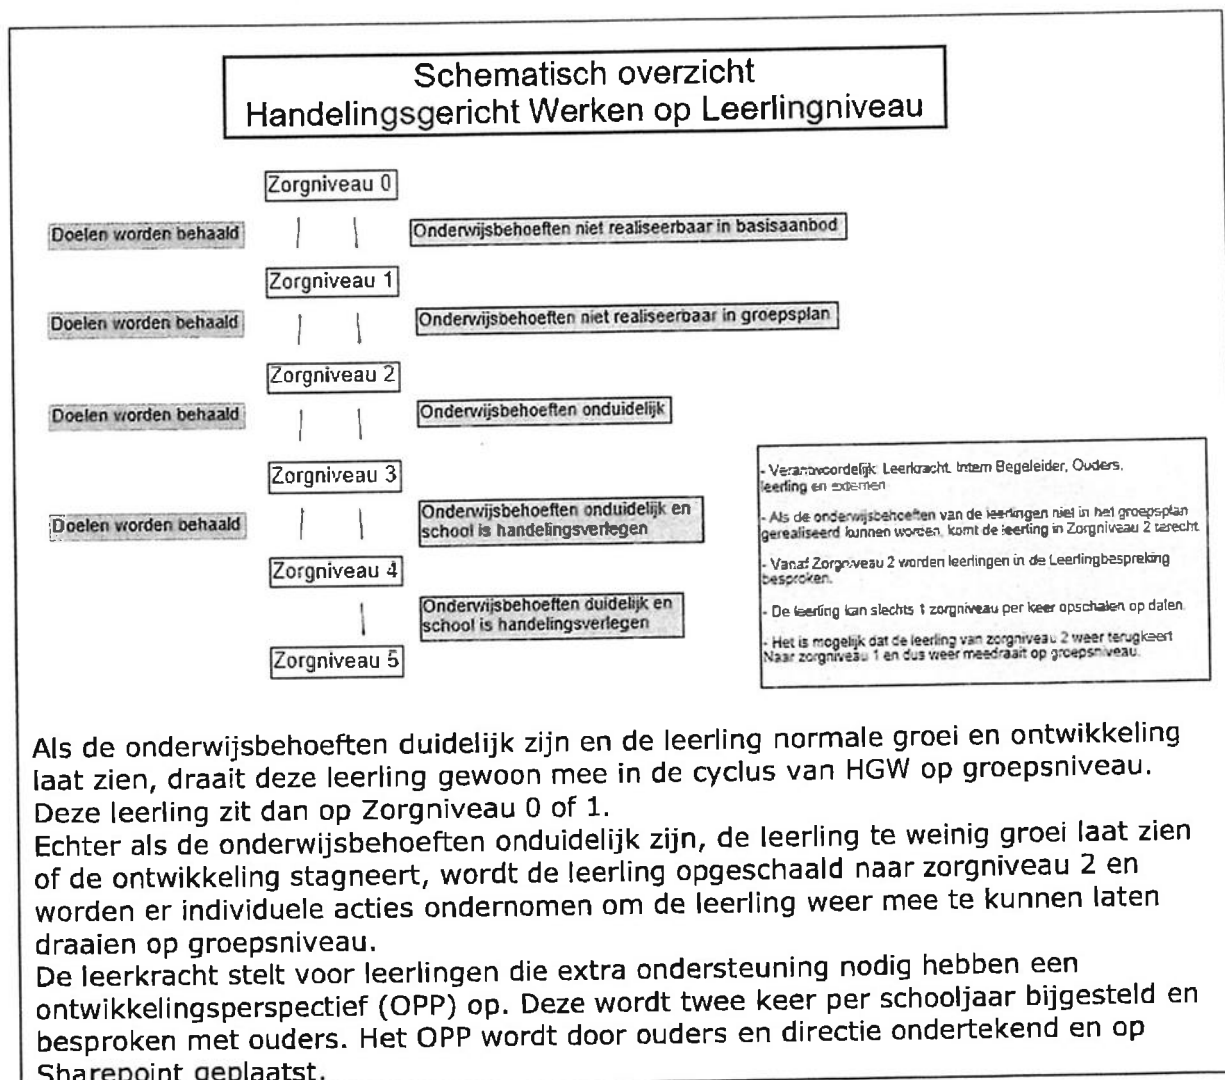 Schematisch overzicht
Handelingsgericht Werken op Leerlingniveau
Zorgniveau 0
Doelen worden behaald
Onderwijsbehoeften niet realiseerbaar in basisaanbod
Zorgniveau 1
Doelen worden behaald
Onderwijsbehoeften niet realiseerbaar in groepsplan
Zorgniveau 2
Doelen worden behaald
Onderwijsbehoeften onduidelijk
Zorgniveau 3
Doelen worden behaald
Onderwijsbehoeften onduidelijk en
school is handelingsverlegen
Zorgniveau 4
Onderwijsbehoeften duidelijk en
school is handelingsverlegen
Zorgniveau 5
- Verantwoordelijk: Leerkracht, Intern Begeleider, Ouders,
leerling en externen
- Als de onderwijsbehoeften van de leerlingen niet in het groepsplan
gerealiseerd kunnen worden, komt de leerling in Zorgniveau 2 terecht
- Vanaf Zorgniveau 2 worden leerlingen in de Leerlingbespreking
besproken.
- De leerling kan slechts 1 zorgniveau per keer opschalen op dalen.
- Het is mogelijk dat de leerling van zorgniveau 2 weer terugkeert
Naar zorgniveau 1 en dus weer meedraait op groepsniveau.
Als de onderwijsbehoeften duidelijk zijn en de leerling normale groei en ontwikkeling
laat zien, draait deze leerling gewoon mee in de cyclus van HGW op groepsniveau.
Deze leerling zit dan op Zorgniveau 0 of 1.
Echter als de onderwijsbehoeften onduidelijk zijn, de leerling te weinig groei laat zien
of de ontwikkeling stagneert, wordt de leerling opgeschaald naar zorgniveau 2 en
worden er individuele acties ondernomen om de leerling weer mee te kunnen laten
draaien op groepsniveau.
De leerkracht stelt voor leerlingen die extra ondersteuning nodig hebben een
ontwikkelingsperspectief (OPP) op. Deze wordt twee keer per schooljaar bijgesteld en
besproken met ouders. Het OPP wordt door ouders en directie ondertekend en op
Sharepoint geplaatst.